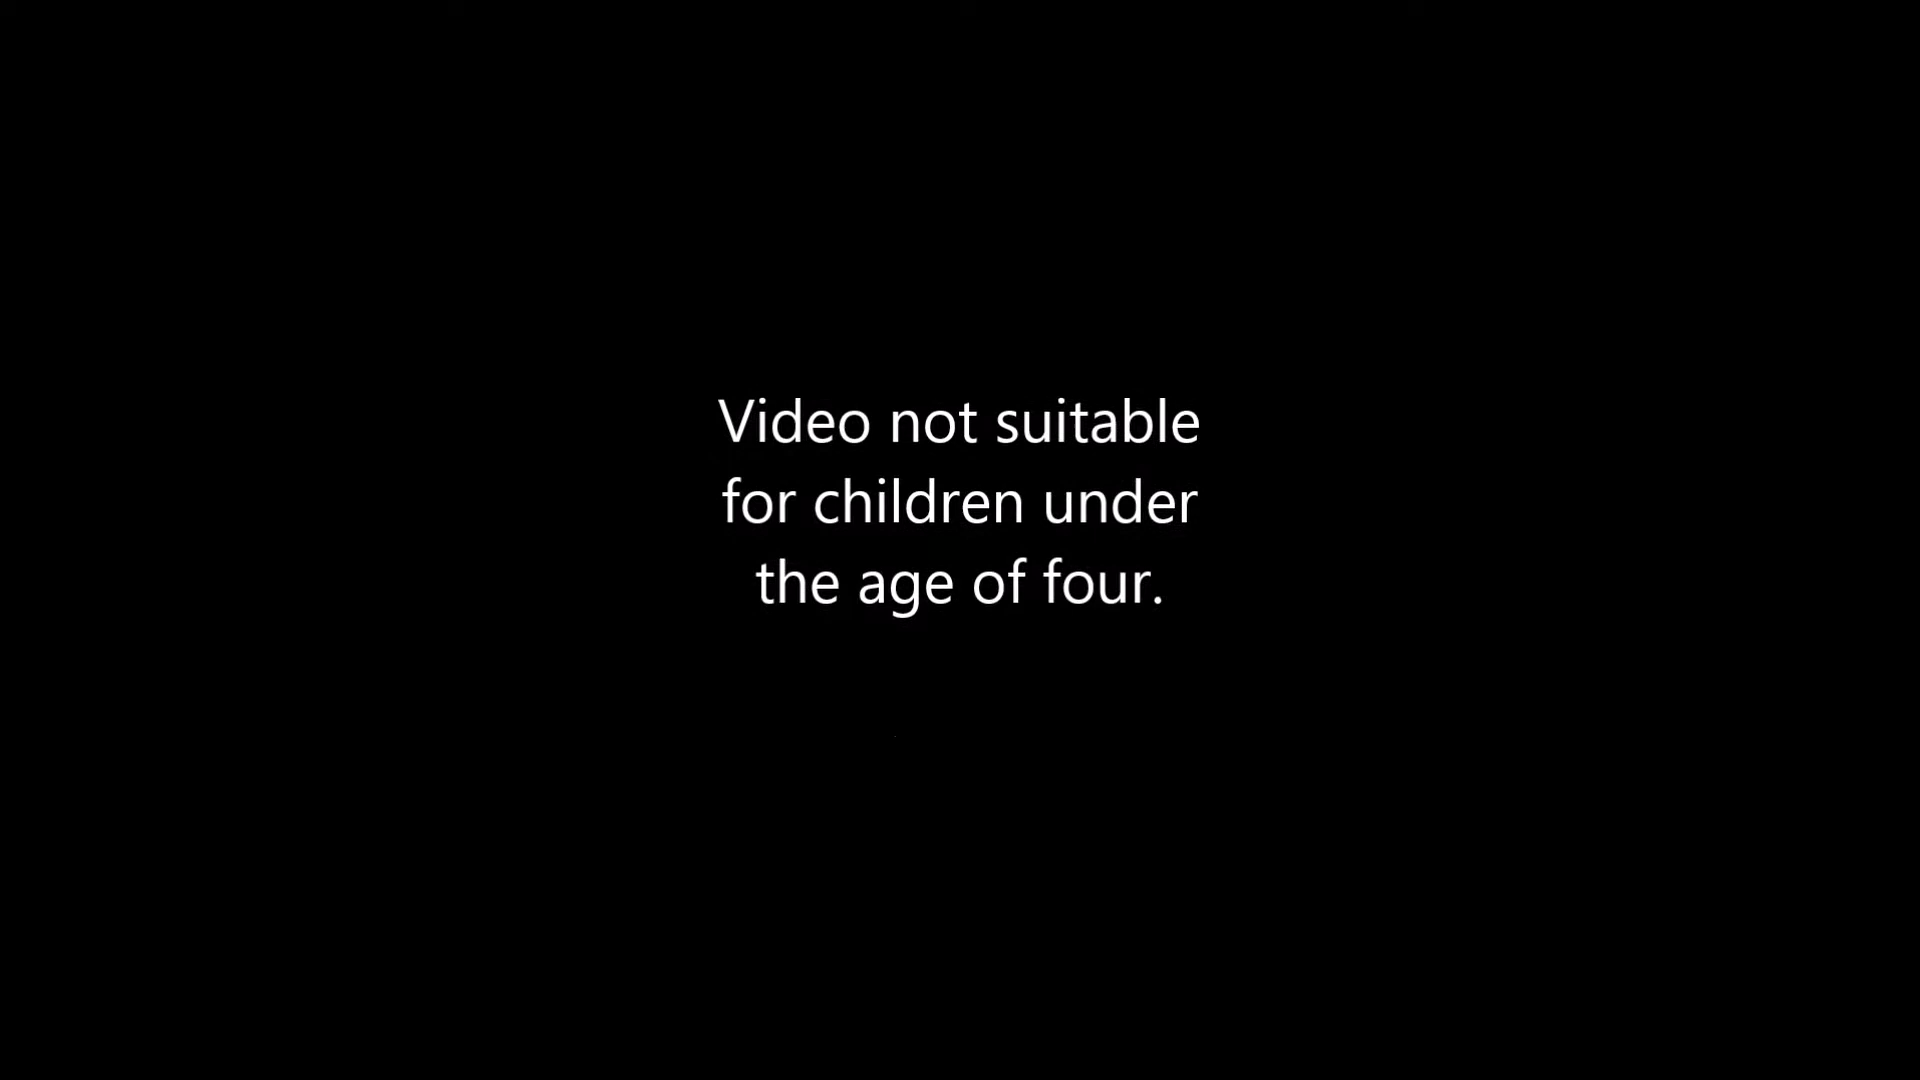 Video not suitable
for children under
the age of four.